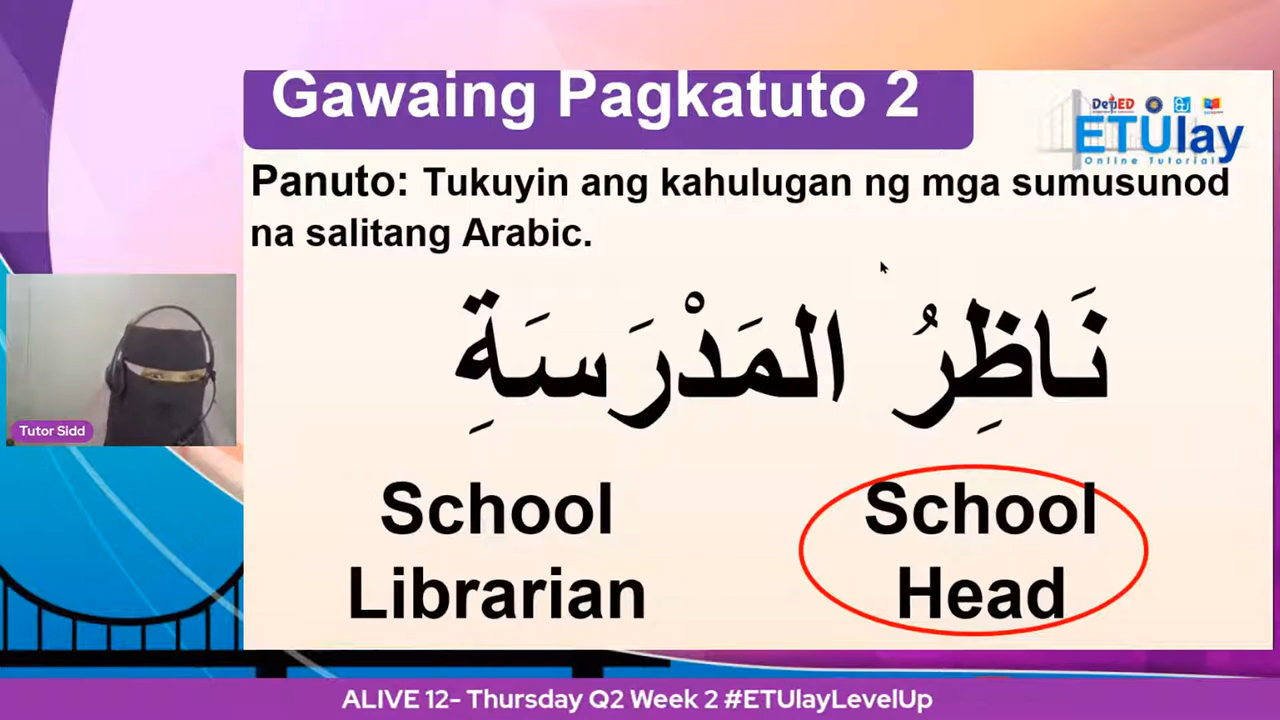 Gawaing Pagkatuto 2
DepED
ETUlay
Online Tutorial
Panuto: Tukuyin ang kahulugan ng mga sumusunod
na salitang Arabic.
نَاظِرُ المَدْرَسَةِ
School
Librarian
School
Head
Tutor Sidd
ALIVE 12- Thursday Q2 Week 2 #ETUlayLevelUp